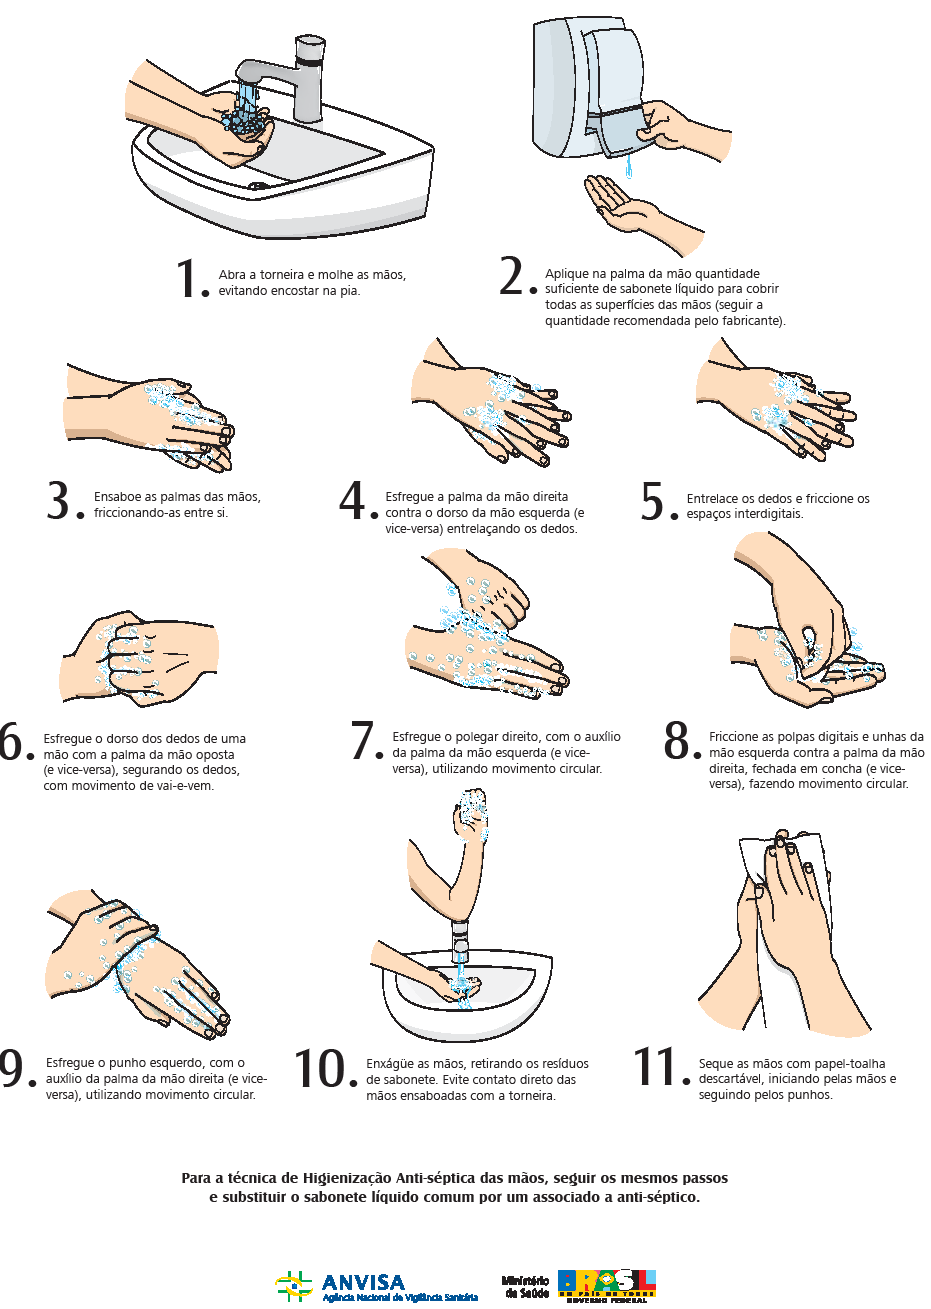 1. Abra a torneira e molhe as mãos,
evitando encostar na pia.
2. Aplique na palma da mão quantidade
suficiente de sabonete líquido para cobrir
todas as superfícies das mãos (seguir a
quantidade recomendada pelo fabricante).
3. Ensaboe as palmas das mãos,
friccionando-as entre si.
4. Esfregue a palma da mão direita
contra o dorso da mão esquerda (e
vice-versa) entrelaçando os dedos.
5. Entrelace os dedos e friccione os
espaços interdigitais.
6. Esfregue o dorso dos dedos de uma
mão com a palma da mão oposta
(e vice-versa), segurando os dedos,
com movimento de vai-e-vem.
7. Esfregue o polegar direito, com o auxílio
da palma da mão esquerda (e vice-
versa), utilizando movimento circular.
8. Friccione as polpas digitais e unhas da
mão esquerda contra a palma da mão
direita, fechada em concha (e vice-
versa), fazendo movimento circular.
9. Esfregue o punho esquerdo, com o
auxílio da palma da mão direita (e vice-
versa), utilizando movimento circular.
10. Enxágüe as mãos, retirando os resíduos
de sabonete. Evite contato direto das
mãos ensaboadas com a torneira.
11. Seque as mãos com papel-toalha
descartável, iniciando pelas mãos e
seguindo pelos punhos.
Para a técnica de Higienização Anti-séptica das mãos, seguir os mesmos passos
e substituir o sabonete líquido comum por um associado a anti-séptico.
ANVISA
Agência Nacional de Vigilância Sanitária
Ministério
da Saúde
BRASIL
UM PAÍS DE TODOS
GOVERNO FEDERAL